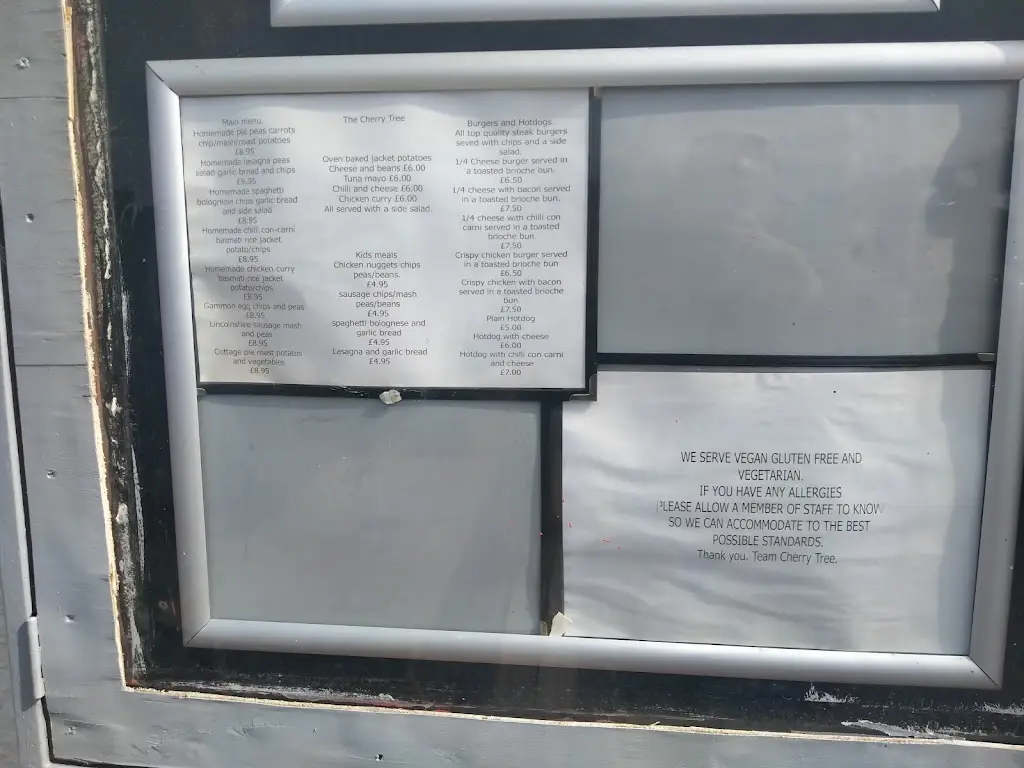 Main menu.
Homemade pie peas carrots
chip/mash/roast potatoes
£8.95
Homemade lasagna peas
salad garlic bread and chips
£8.95
Homemade spaghetti
bolognese chips garlic bread
and side salad
£8.95
Homemade chilli con-carni
basmati rice jacket
potato/chips
£8.95
Homemade chicken curry
basmati rice jacket
potato/chips
£8.95
Gammon egg chips and peas
£8.95
Lincolnshire sausage mash
and peas
£8.95
Cottage pie roast potatos
and vegetables
£8.95
The Cherry Tree
Oven baked jacket potatoes
Cheese and beans £6.00
Tuna mayo £6.00
Chilli and cheese £6.00
Chicken curry £6.00
All served with a side salad.
Kids meals
Chicken nuggets chips
peas/beans.
£4.95
sausage chips/mash
peas/beans
£4.95
spaghetti bolognese and
garlic bread
£4.95
Lasagna and garlic bread
£4.95
Burgers and Hotdogs
All top quality steak burgers
seved with chips and a side
salad.
1/4 Cheese burger served in
a toasted brioche bun.
£6.50
1/4 cheese with bacon served
in a toasted brioche bun.
£7.50
1/4 cheese with chilli con
carni served in a toasted
brioche bun
£7.50
Crispy chicken burger served
in a toasted brioche bun
£6.50
Crispy chicken with bacon
served in a toasted brioche
bun
£7.50
Plain Hotdog
£5.00
Hotdog with cheese
£6.00
Hotdog with chilli con carni
and cheese
£7.00
WE SERVE VEGAN GLUTEN FREE AND
VEGETARIAN.
IF YOU HAVE ANY ALLERGIES
PLEASE ALLOW A MEMBER OF STAFF TO KNOW
SO WE CAN ACCOMMODATE TO THE BEST
POSSIBLE STANDARDS.
Thank you. Team Cherry Tree.